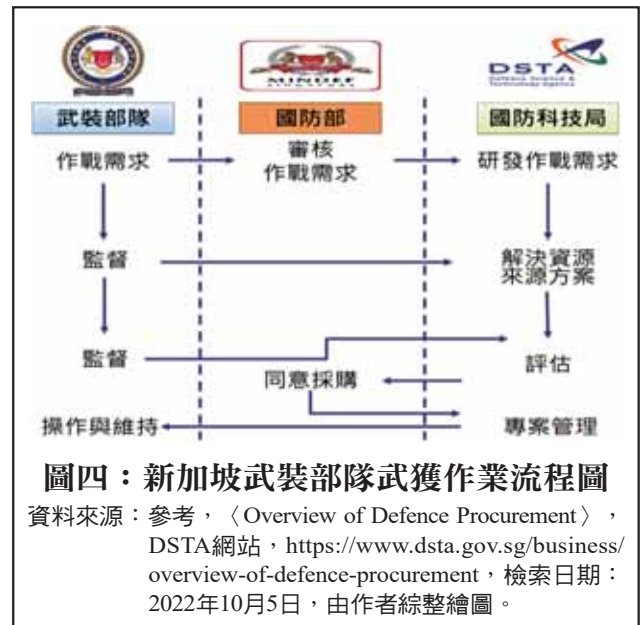 MINDEF
DSTA
Defence Science &
Technology Agency
武裝部隊
國防部
國防科技局
作戰需求
審核
作戰需求
研發作戰需求
監督
解決資源
來源方案
監督
評估
同意採購
操作與維持
專案管理
圖四：新加坡武裝部隊武獲作業流程圖
資料來源：參考，〈Overview of Defence Procurement〉，
DSTA網站，https://www.dsta.gov.sg/business/
overview-of-defence-procurement，檢索日期：
2022年10月5日，由作者綜整繪圖。